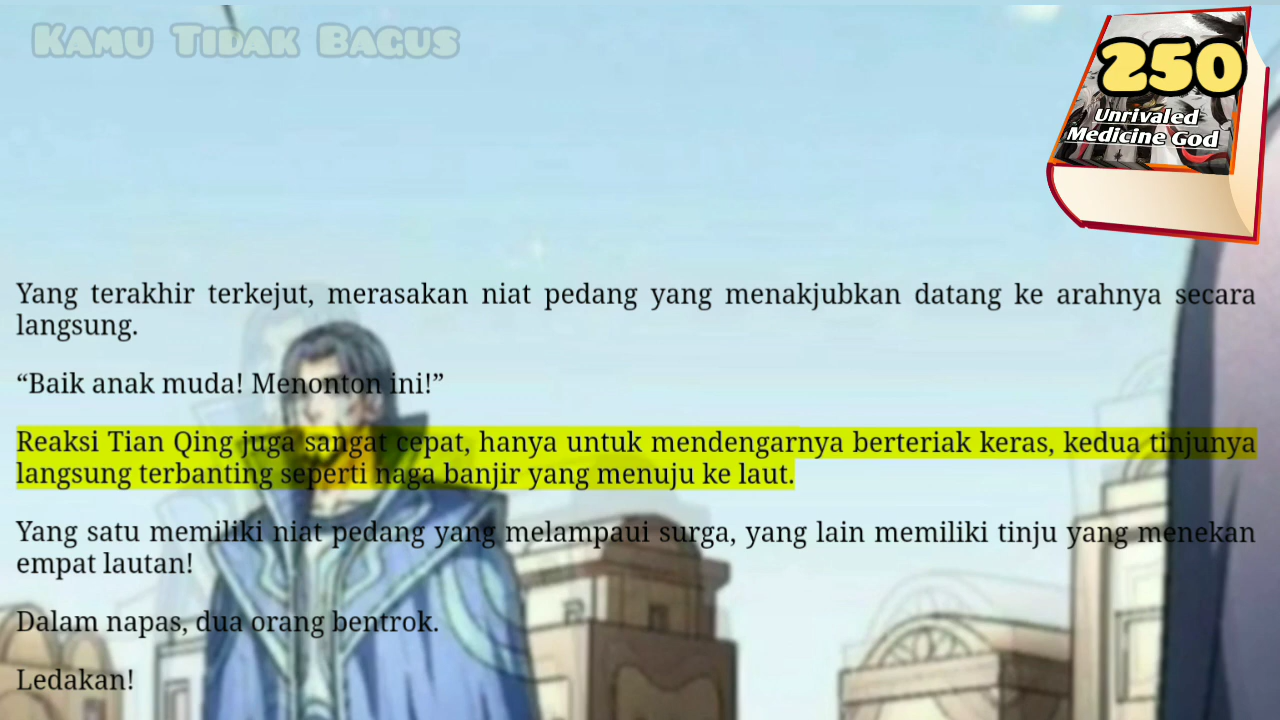 Kamu Tidak Bagus
250
Unrivaled
Medicine God
Yang terakhir terkejut, merasakan niat pedang yang menakjubkan datang ke arahnya secara
langsung.
“Baik anak muda! Menonton ini!”
Reaksi Tian Qing juga sangat cepat, hanya untuk mendengarnya berteriak keras, kedua tinjunya
langsung terbanting seperti naga banjir yang menuju ke laut.
Yang satu memiliki niat pedang yang melampaui surga, yang lain memiliki tinju yang menekan
empat lautan!
Dalam napas, dua orang bentrok.
Ledakan!